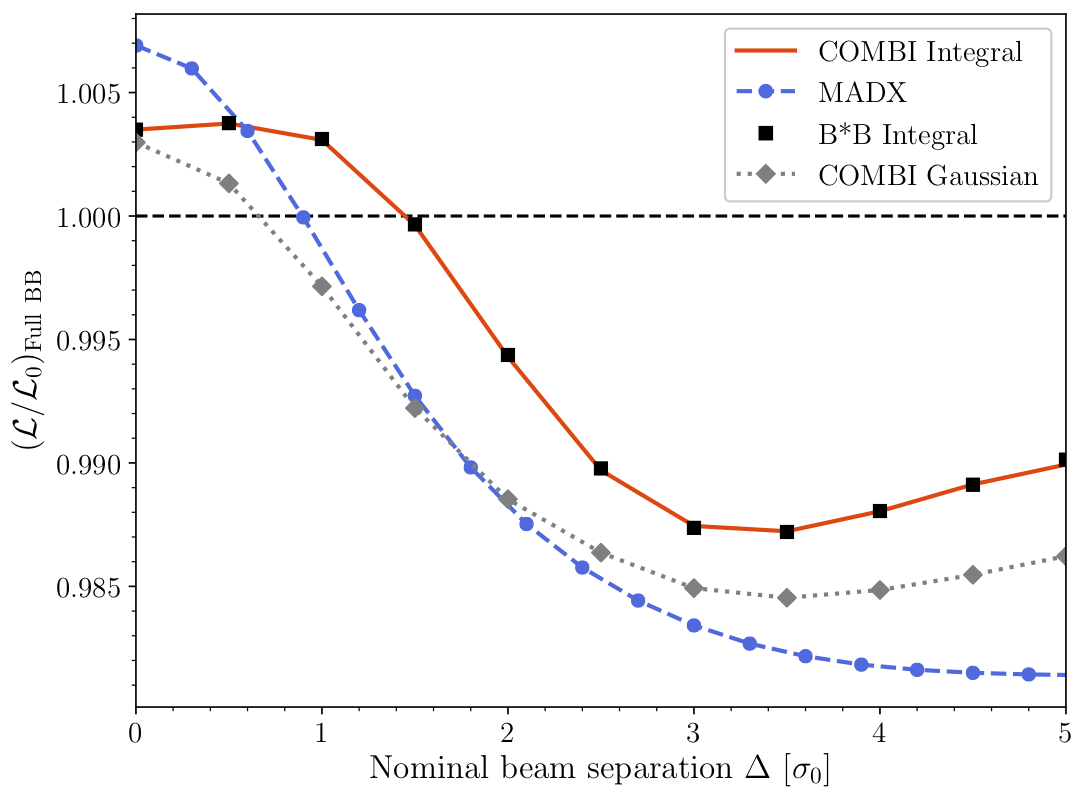 COMBI Integral
MADX
B*B Integral
COMBI Gaussian
1.005
1.000
0.995
0.990
0.985
(ℒ/ℒ₀)Full BB
0 1 2 3 4 5
Nominal beam separation Δ [σ₀]